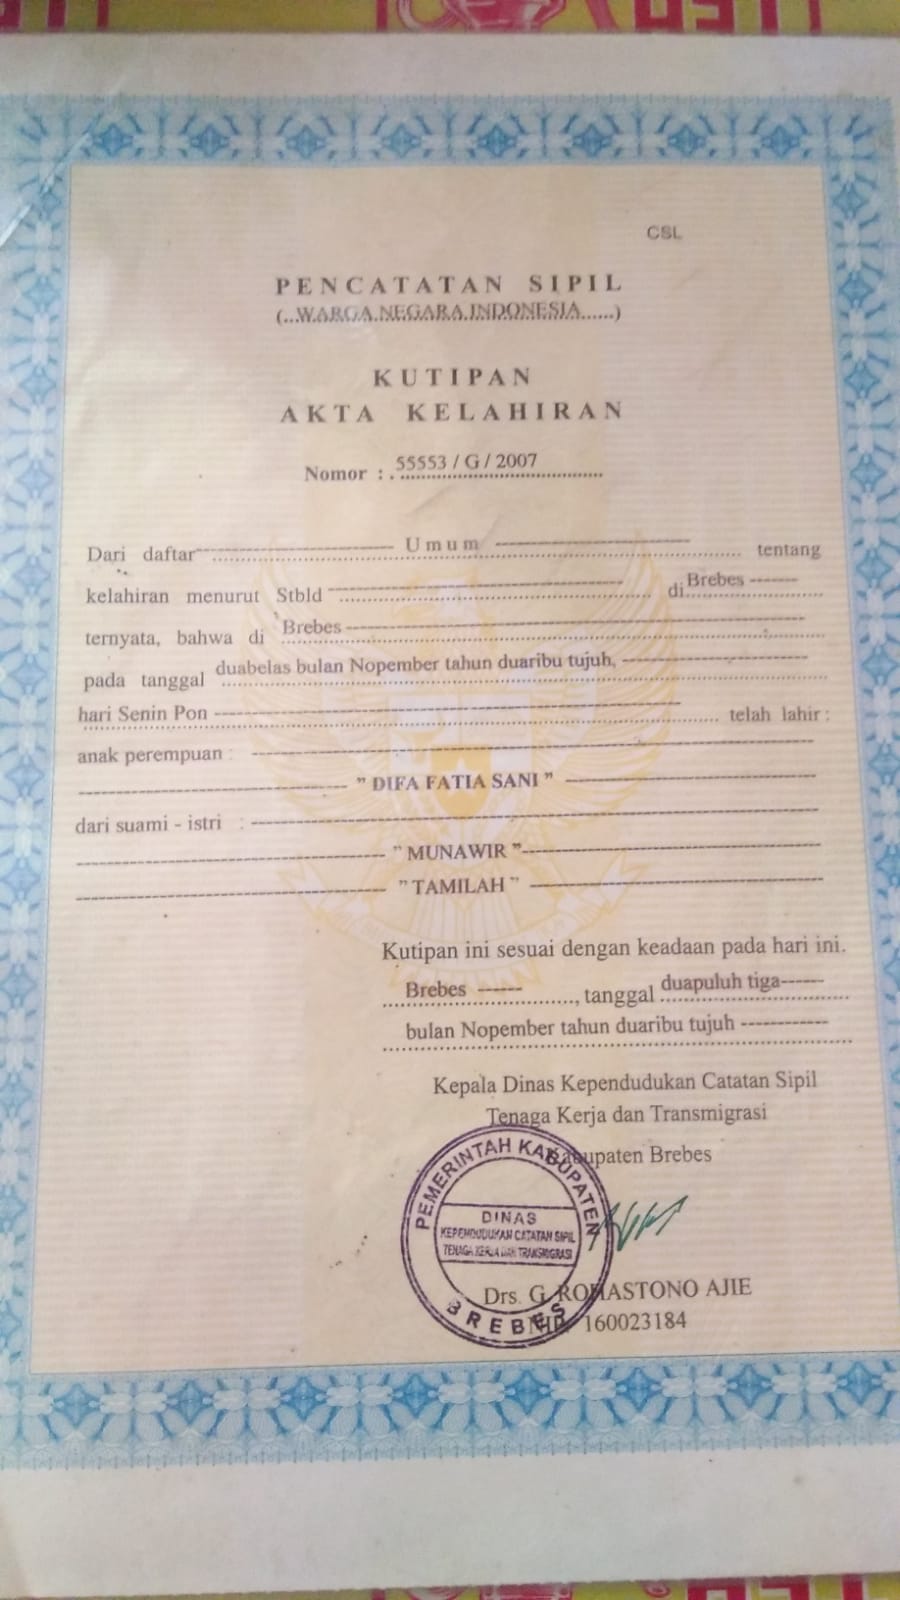 CSL
PENCATATAN SIPIL
(..WARGA.NEGARA.INDONESIA......)
KUTIPAN
AKTA KELAHIRAN
Nomor : . 55553 / G / 2007
Dari daftar Umum tentang
kelahiran menurut Stbld di Brebes
ternyata, bahwa di Brebes
pada tanggal duabelas bulan Nopember tahun duaribu tujuh,
hari Senin Pon telah lahir :
anak perempuan :
" DIFA FATIA SANI "
dari suami - istri :
" MUNAWIR "
" TAMILAH "
Kutipan ini sesuai dengan keadaan pada hari ini.
Brebes, tanggal duapuluh tiga
bulan Nopember tahun duaribu tujuh
Kepala Dinas Kependudukan Catatan Sipil
Tenaga Kerja dan Transmigrasi
Kabupaten Brebes
PEMERINTAH KABUPATEN
DINAS
KEPENDUDUKAN CATATAN SIPIL
TENAGA KERJA DAN TRANSMIGRASI
BREBES
Drs. G. ROMASTONO AJIE
NIP. 160023184